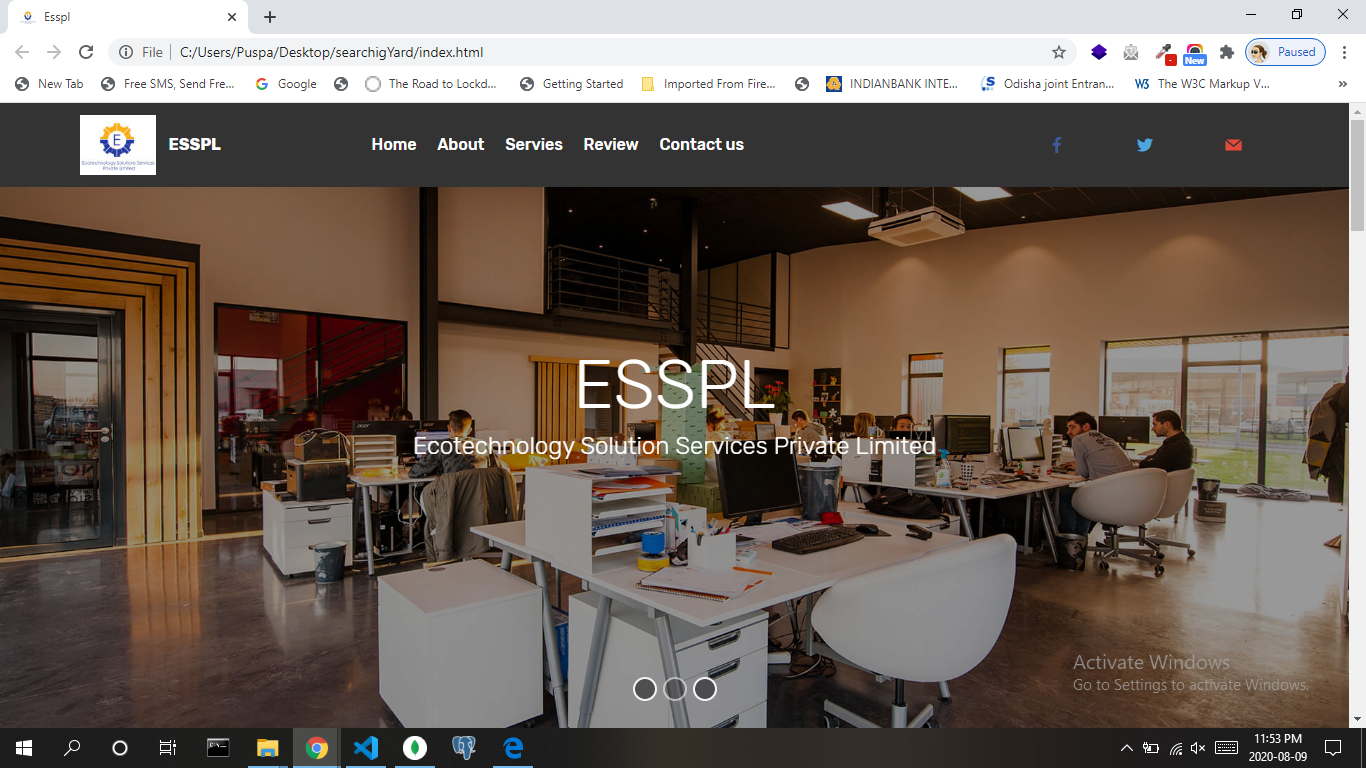 Esspl
File
C:/Users/Puspa/Desktop/searchigYard/index.html
New
Paused
New Tab
Free SMS, Send Fre...
Google
The Road to Lockd...
Getting Started
Imported From Fire...
INDIANBANK INTE...
Odisha joint Entran...
The W3C Markup V...
»
E
Ecotechnology Solutions Services
Private Limited
ESSPL
Home
About
Servies
Review
Contact us
ESSPL
Ecotechnology Solution Services Private Limited
Activate Windows
Go to Settings to activate Windows.
11:53 PM
2020-08-09